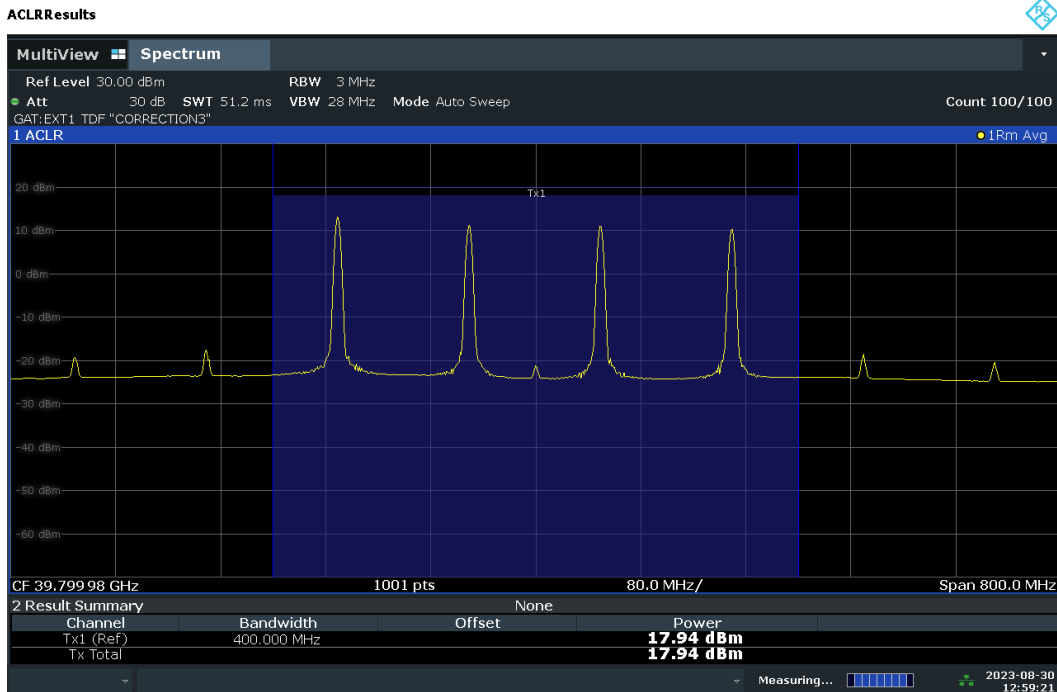 ACLRResults
R&S
MultiView Spectrum
Ref Level 30.00 dBm RBW 3 MHz
Att 30 dB SWT 51.2 ms VBW 28 MHz Mode Auto Sweep Count 100/100
GAT:EXT1 TDF "CORRECTION3"
1 ACLR 1Rm Avg
20 dBm
Tx1
10 dBm
0 dBm
-10 dBm
-20 dBm
-30 dBm
-40 dBm
-50 dBm
-60 dBm
CF 39.79998 GHz 1001 pts 80.0 MHz/ Span 800.0 MHz
2 Result Summary None
Channel Bandwidth Offset Power
Tx1 (Ref) 400.000 MHz 17.94 dBm
Tx Total 17.94 dBm
Measuring... 2023-08-30
12:59:21